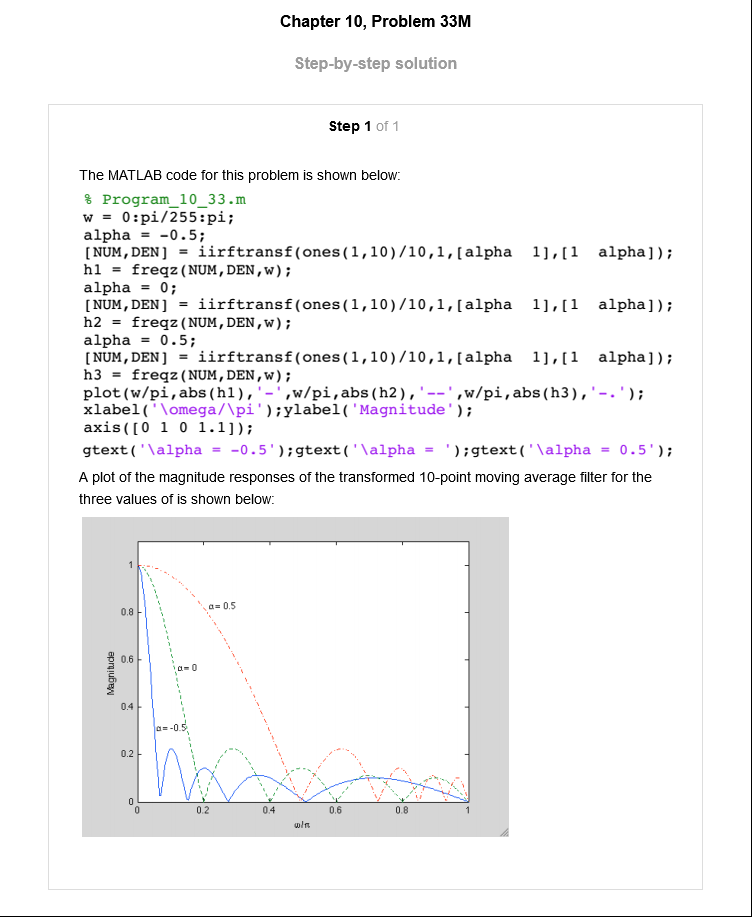 Chapter 10, Problem 33M
Step-by-step solution
Step 1 of 1
The MATLAB code for this problem is shown below:
% Program_10_33.m
w = 0:pi/255:pi;
alpha = -0.5;
[NUM,DEN] = iirftransf(ones(1,10)/10,1,[alpha  1],[1  alpha]);
h1 = freqz(NUM,DEN,w);
alpha = 0;
[NUM,DEN] = iirftransf(ones(1,10)/10,1,[alpha  1],[1  alpha]);
h2 = freqz(NUM,DEN,w);
alpha = 0.5;
[NUM,DEN] = iirftransf(ones(1,10)/10,1,[alpha  1],[1  alpha]);
h3 = freqz(NUM,DEN,w);
plot(w/pi,abs(h1),'-',w/pi,abs(h2),'--',w/pi,abs(h3),'-.');
xlabel('\omega/\pi');ylabel('Magnitude');
axis([0 1 0 1.1]);
gtext('\alpha = -0.5');gtext('\alpha = ');gtext('\alpha = 0.5');
A plot of the magnitude responses of the transformed 10-point moving average filter for the
three values of is shown below:
1
0.8
0.6
0.4
0.2
0
Magnitude
α= 0.5
α= 0
α= -0.5
0
0.2
0.4
0.6
0.8
1
ω/π